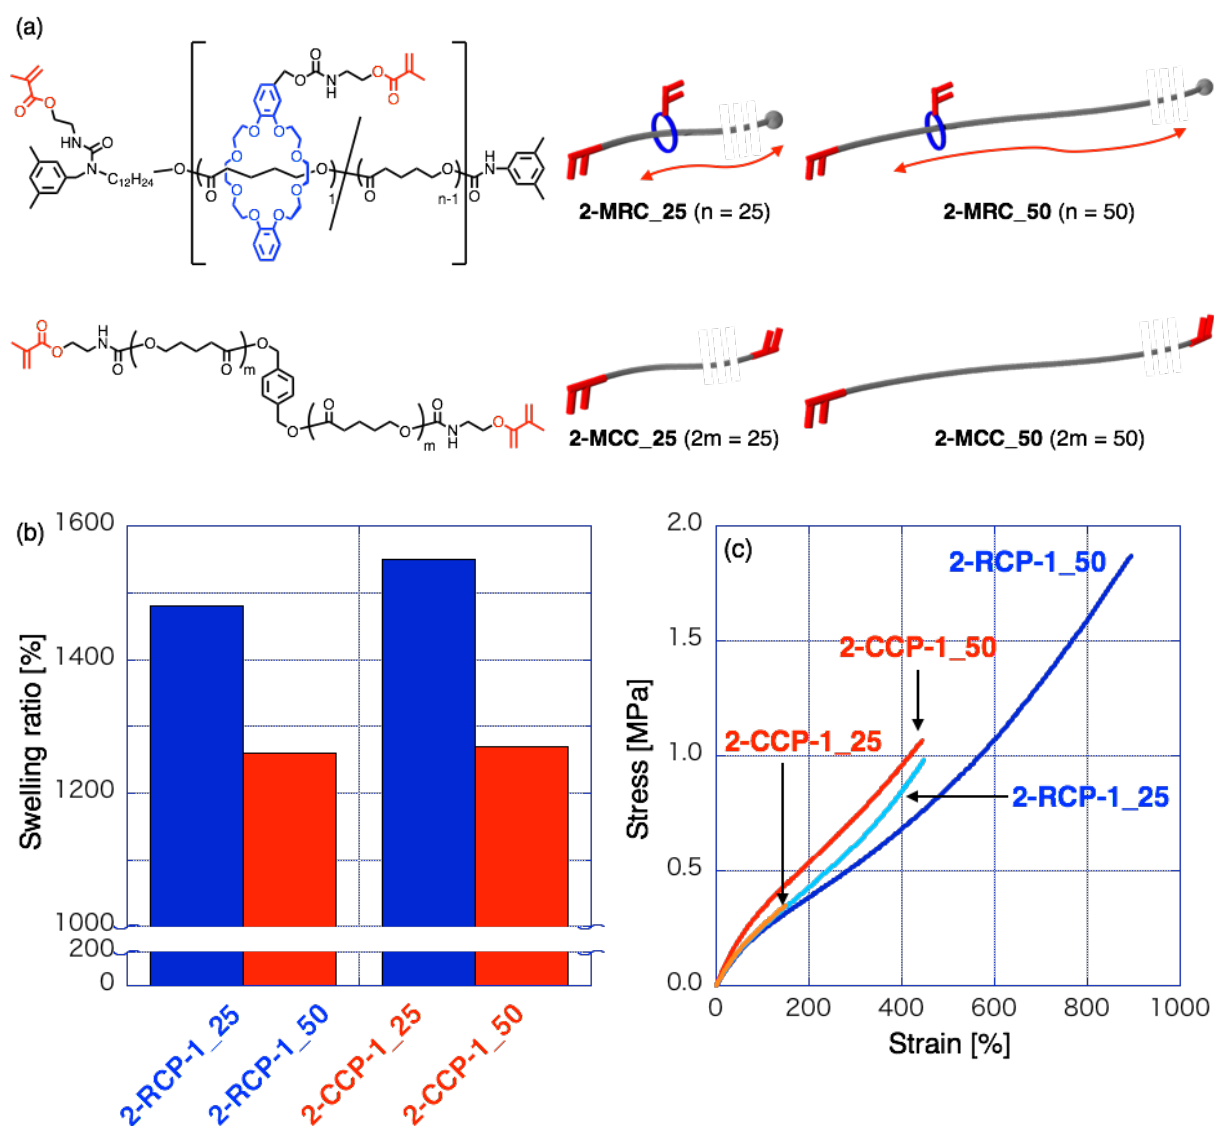 (a)
O
O
N
H
O
O
O
HN
O
N
C12H24
O
O
O
O
O
O
O
O
O
O
O
O
1
O
O
n-1
O
H
N
O
2-MRC_25 (n = 25)
2-MRC_50 (n = 50)
O
O
H
N
O
O
O
m
O
O
O
O
m
O
N
H
O
O
2-MCC_25 (2m = 25)
2-MCC_50 (2m = 50)
(b)
Swelling ratio [%]
1600
1400
1200
1000
200
0
2-RCP-1_25
2-RCP-1_50
2-CCP-1_25
2-CCP-1_50
(c)
Stress [MPa]
2.0
1.5
1.0
0.5
0.0
2-RCP-1_50
2-CCP-1_50
2-CCP-1_25
2-RCP-1_25
0 200 400 600 800 1000
Strain [%]